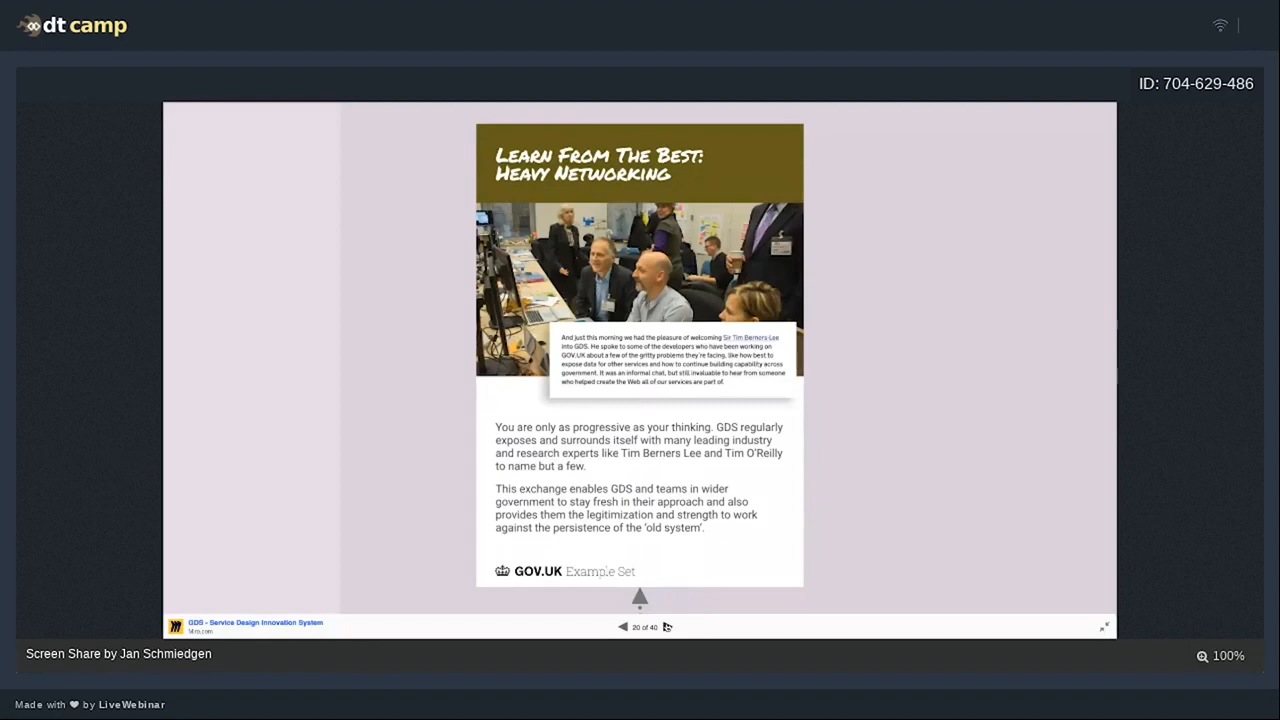 dt camp
ID: 704-629-486
LEARN FROM THE BEST:
HEAVY NETWORKING
And just this morning we had the pleasure of welcoming Sir Tim Berners-Lee
into GDS. He spoke to some of the developers who have been working on
GOV.UK about a few of the gritty problems they're facing, like how best to
expose data for other services and how to continue building capability across
government. It was an informal chat, but still invaluable to hear from someone
who helped create the Web all of our services are part of.
You are only as progressive as your thinking. GDS regularly
exposes and surrounds itself with many leading industry
and research experts like Tim Berners Lee and Tim O'Reilly
to name but a few.
This exchange enables GDS and teams in wider
government to stay fresh in their approach and also
provides them the legitimization and strength to work
against the persistence of the 'old system'.
GOV.UK Example Set
GDS - Service Design Innovation System
Miro.com
20 of 40
Screen Share by Jan Schmiedgen
100%
Made with ❤ by LiveWebinar